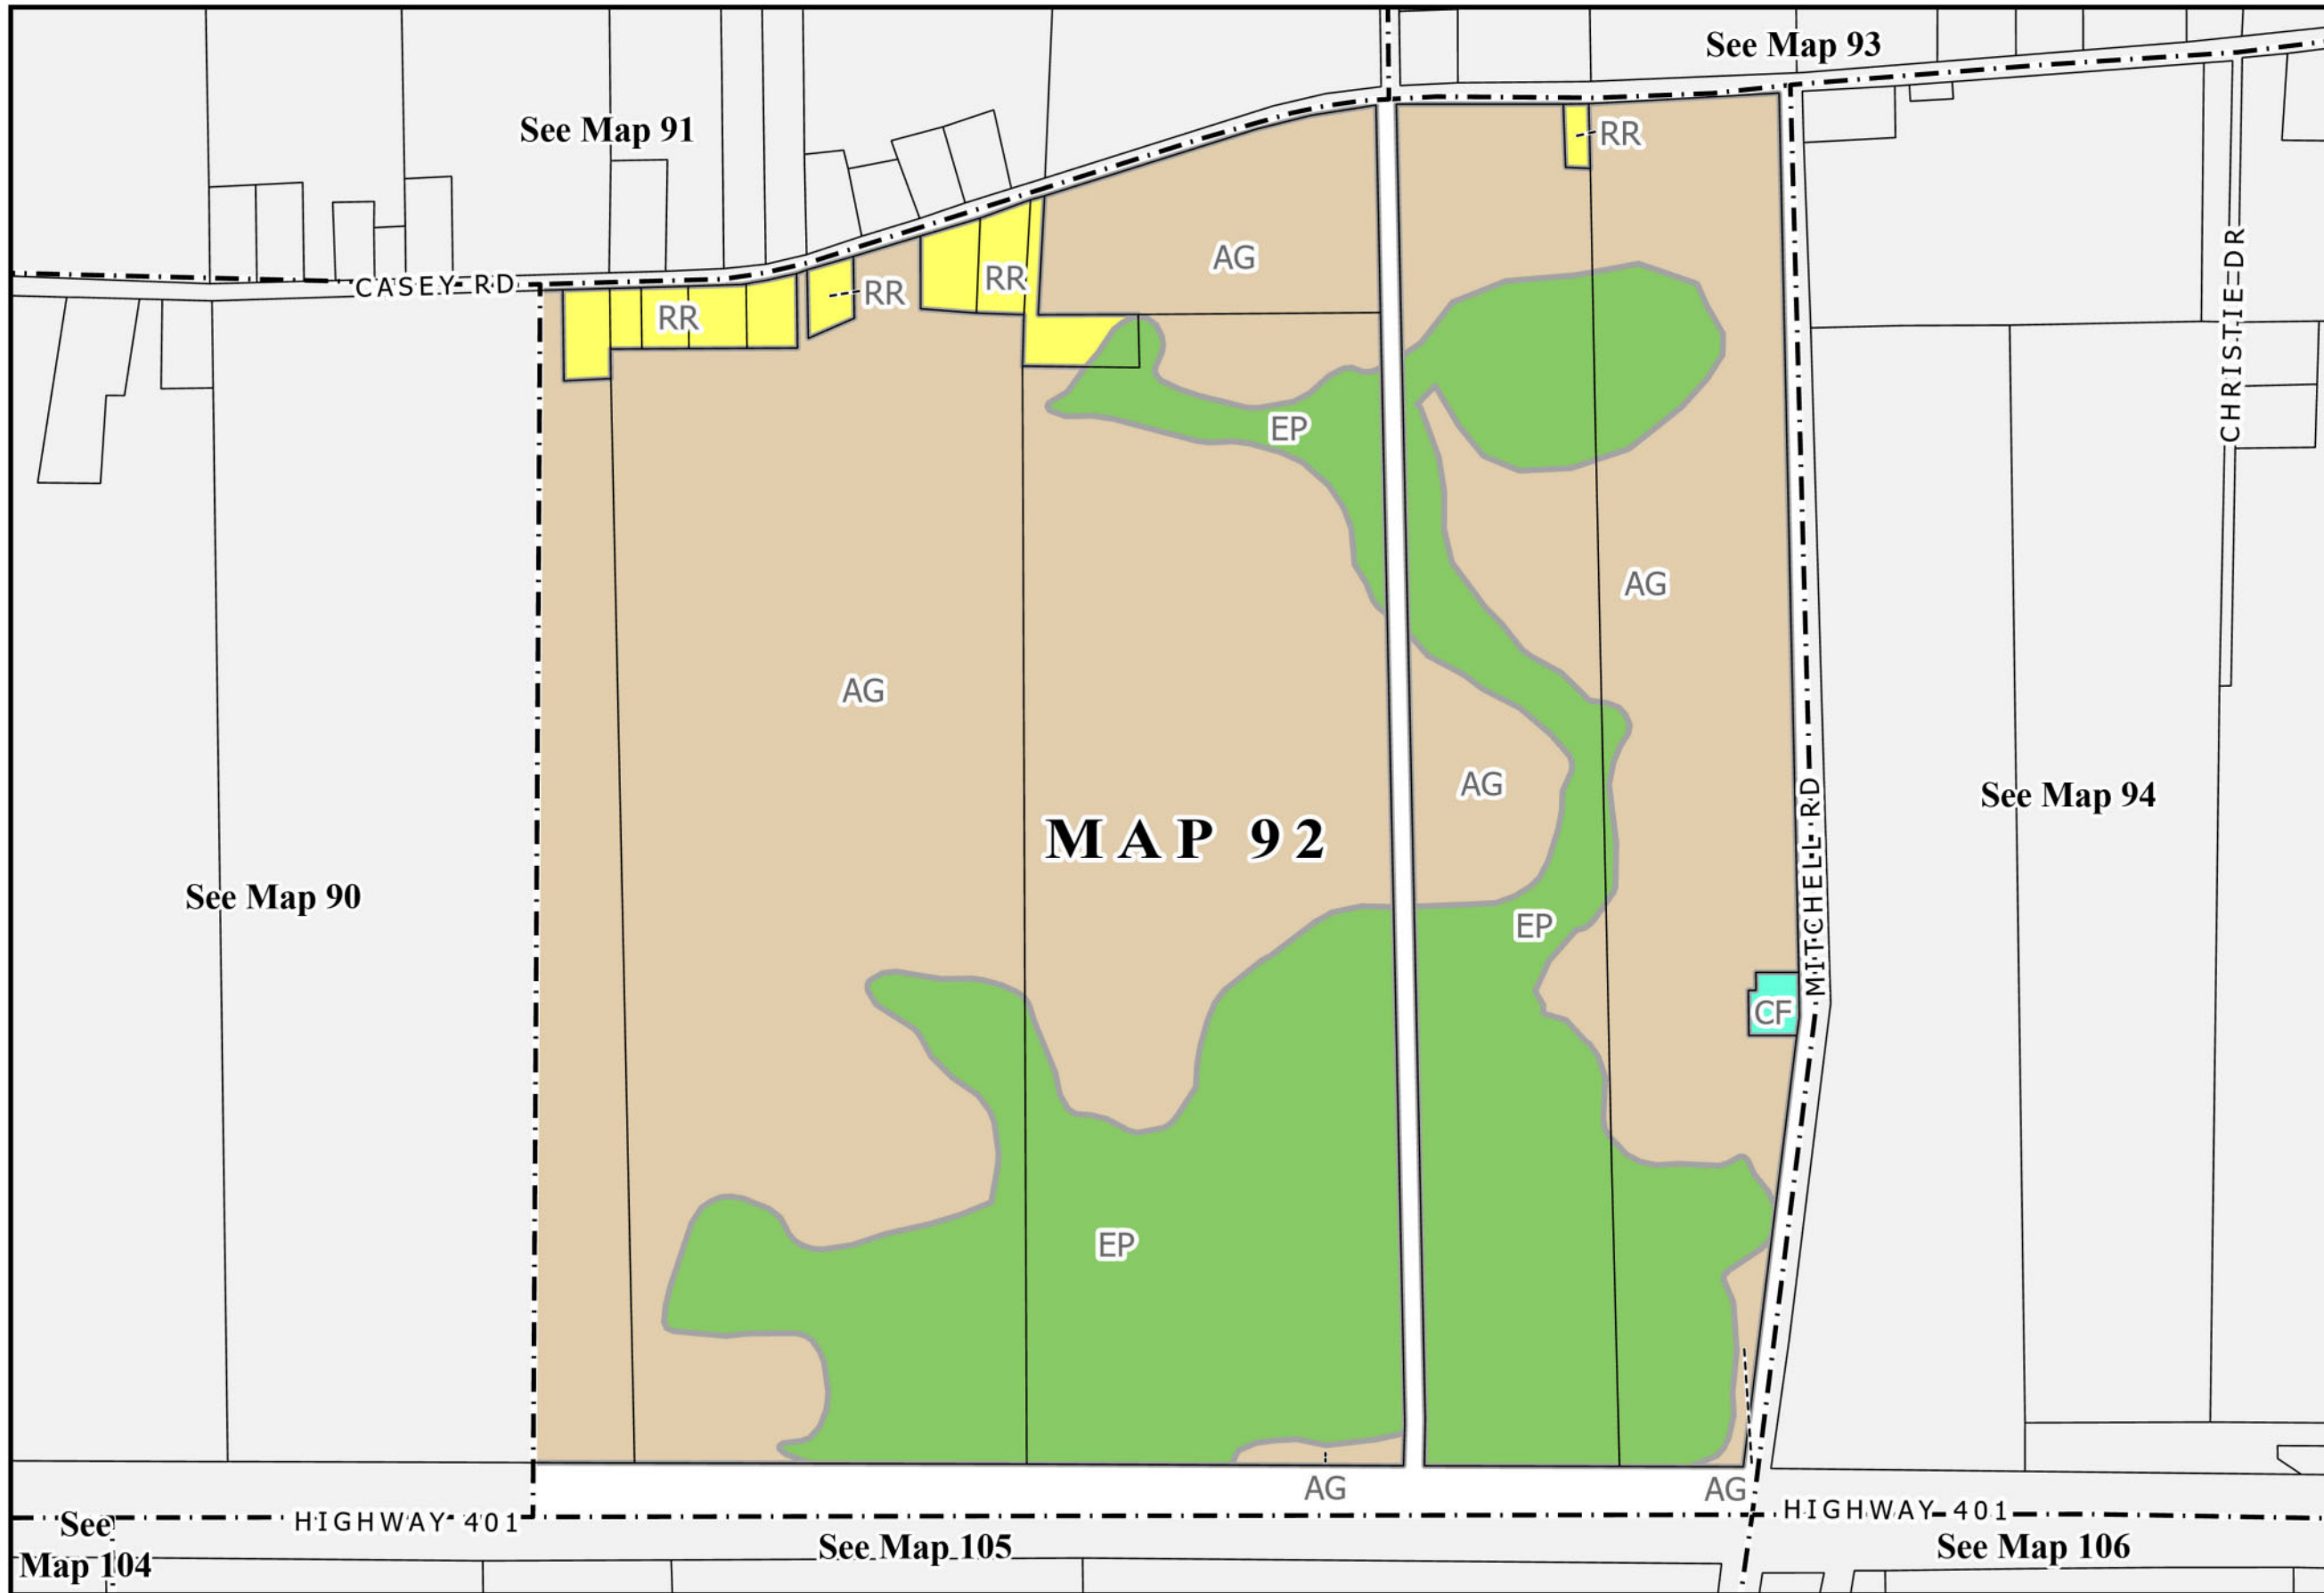 See Map 93
See Map 91
RR
CHRISTIE DR
AG
RR
RR
CASEY RD
RR
EP
AG
AG
AG
MITCHELL RD
See Map 94
MAP 92
See Map 90
EP
CF
EP
AG
AG
HIGHWAY 401
HIGHWAY 401
See
Map 104
See Map 105
See Map 106